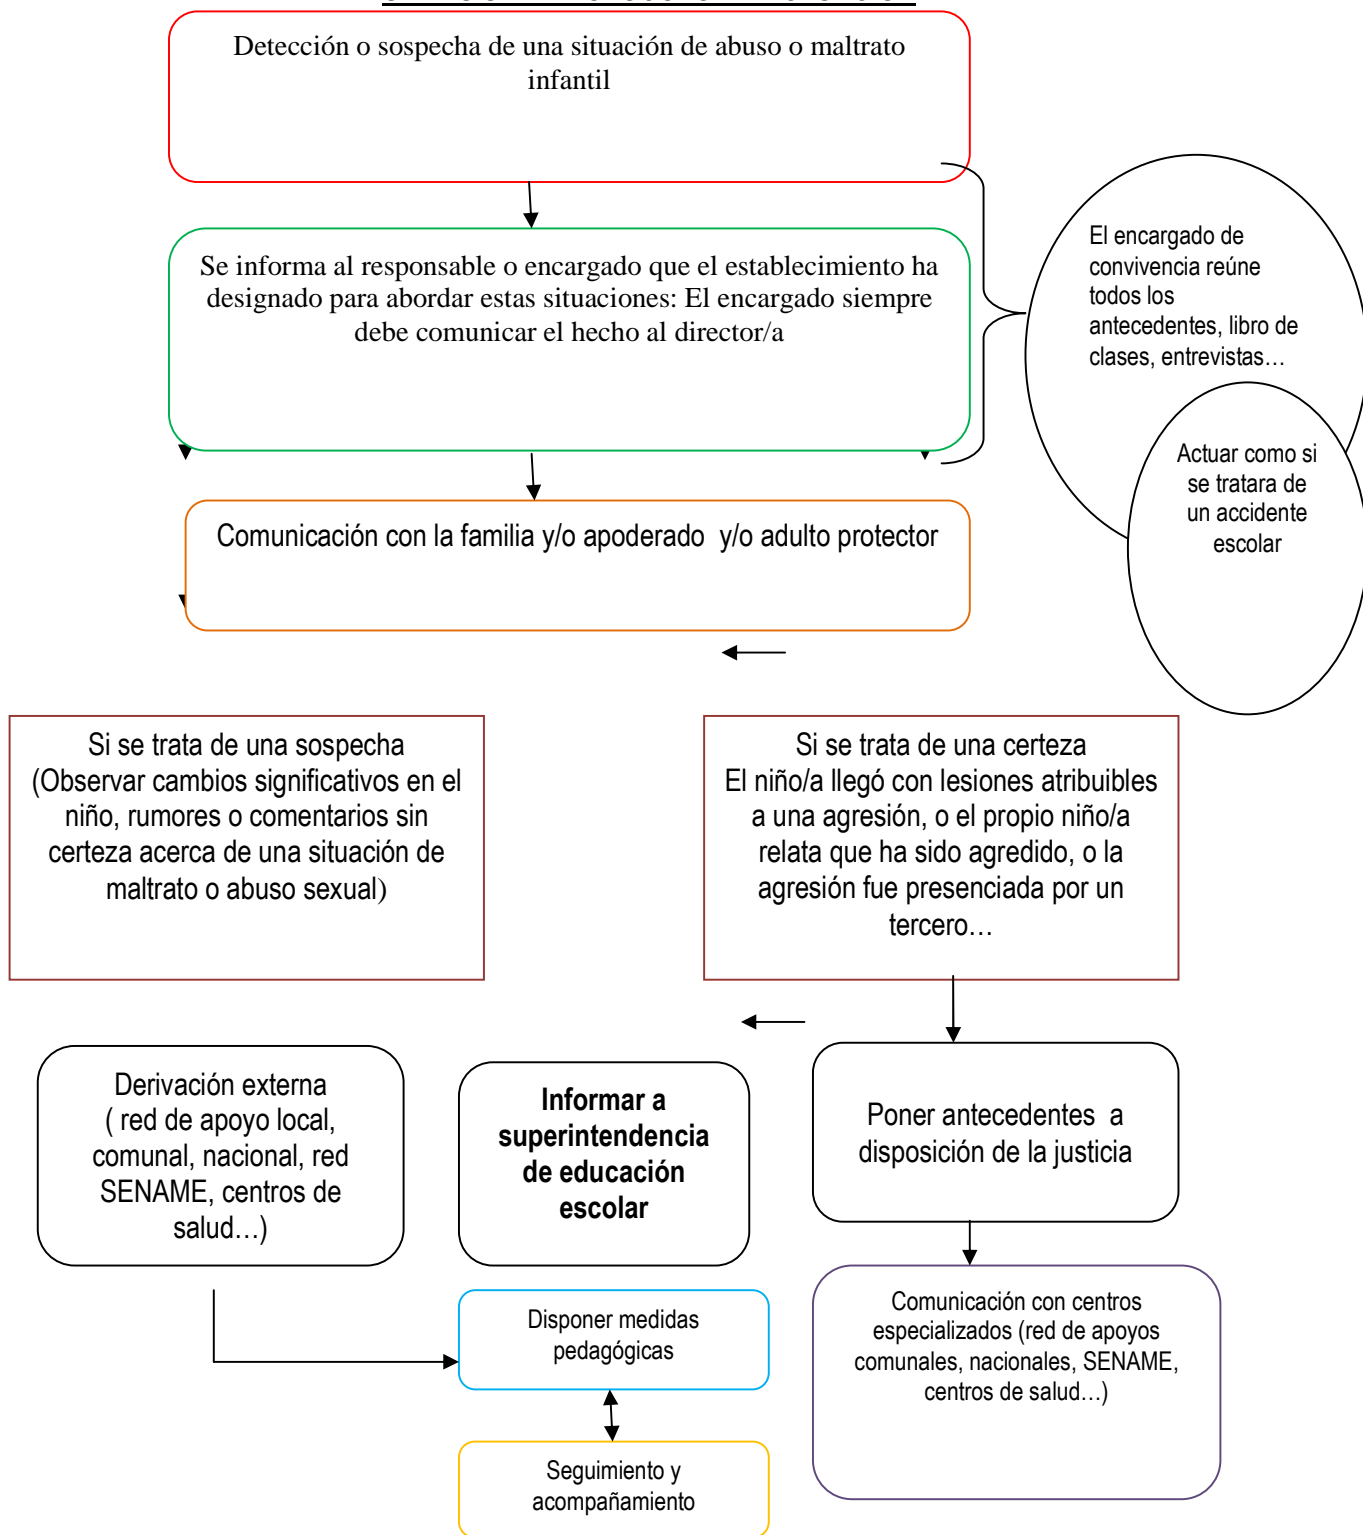 Detección o sospecha de una situación de abuso o maltrato
infantil
Se informa al responsable o encargado que el establecimiento ha
designado para abordar estas situaciones: El encargado siempre
debe comunicar el hecho al director/a
El encargado de
convivencia reúne
todos los
antecedentes, libro de
clases, entrevistas…
Actuar como si
se tratara de
un accidente
escolar
Comunicación con la familia y/o apoderado y/o adulto protector
Si se trata de una sospecha
(Observar cambios significativos en el
niño, rumores o comentarios sin
certeza acerca de una situación de
maltrato o abuso sexual)
Si se trata de una certeza
El niño/a llegó con lesiones atribuibles
a una agresión, o el propio niño/a
relata que ha sido agredido, o la
agresión fue presenciada por un
tercero…
Derivación externa
( red de apoyo local,
comunal, nacional, red
SENAME, centros de
salud…)
Informar a
superintendencia
de educación
escolar
Poner antecedentes a
disposición de la justicia
Disponer medidas
pedagógicas
Comunicación con centros
especializados (red de apoyos
comunales, nacionales, SENAME,
centros de salud…)
Seguimiento y
acompañamiento